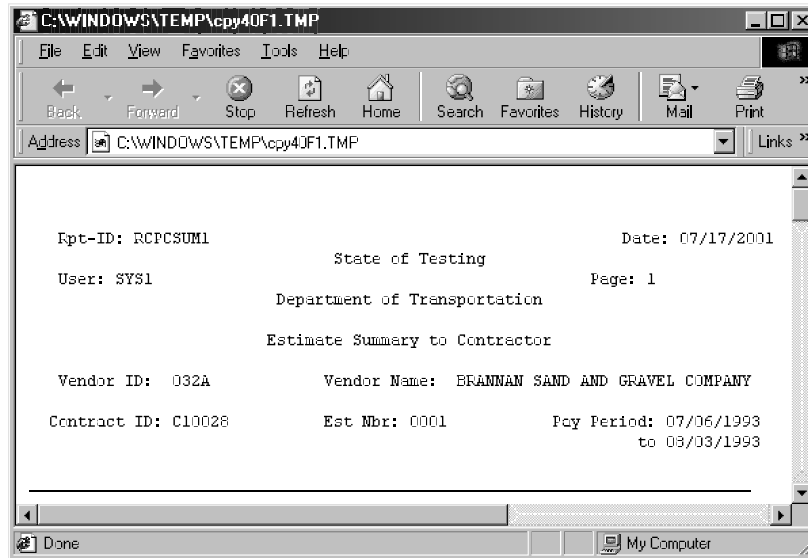 C:\WINDOWS\TEMP\cpy40F1.TMP
File Edit View Favorites Tools Help
Back Forward Stop Refresh Home Search Favorites History Mail Print »
Address C:\WINDOWS\TEMP\cpy40F1.TMP Links »
Rpt-ID: RCPCSUM1 Date: 07/17/2001
State of Testing
User: SYS1 Page: 1
Department of Transportation
Estimate Summary to Contractor
Vendor ID: 032A Vendor Name: BRANNAN SAND AND GRAVEL COMPANY
Contract ID: C10028 Est Nbr: 0001 Pay Period: 07/06/1993
to 08/03/1993
Done My Computer